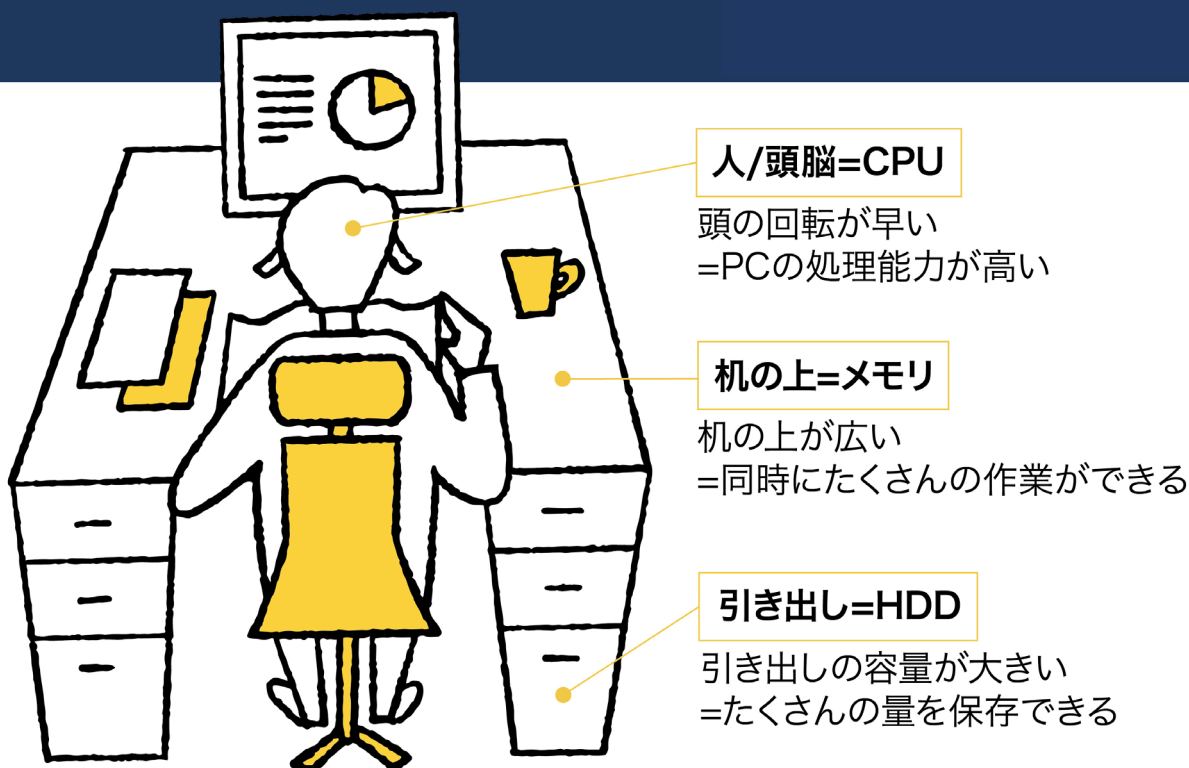 人/頭脳=CPU
頭の回転が早い
=PCの処理能力が高い
机の上=メモリ
机の上が広い
=同時にたくさんの作業ができる
引き出し=HDD
引き出しの容量が大きい
=たくさんの量を保存できる